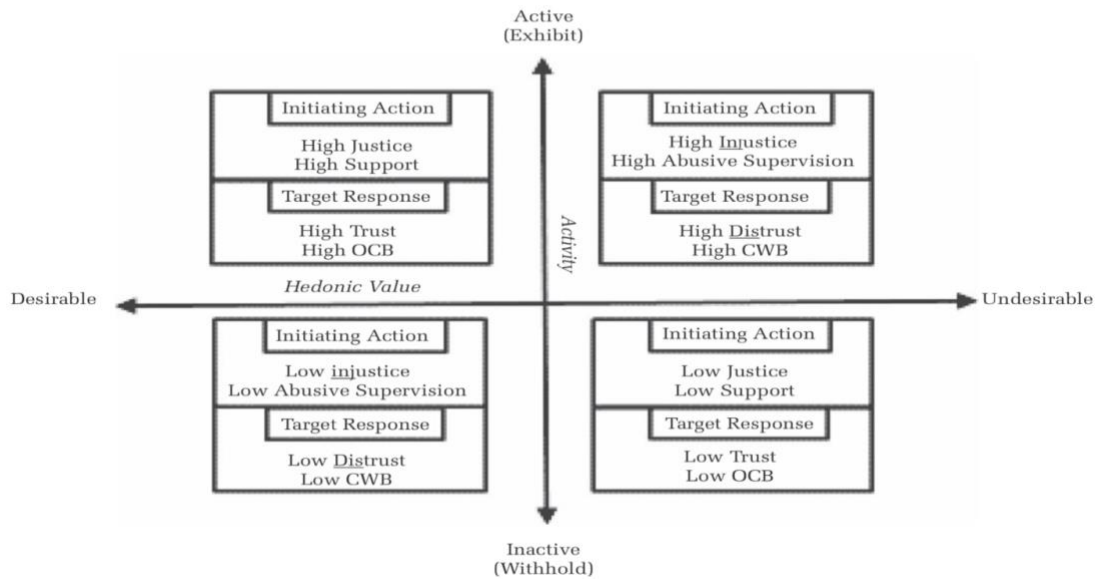 Active
(Exhibit)
Initiating Action
High Justice
High Support
Target Response
High Trust
High OCB
Initiating Action
High Injustice
High Abusive Supervision
Target Response
High Distrust
High CWB
Activity
Hedonic Value
Desirable
Undesirable
Initiating Action
Low injustice
Low Abusive Supervision
Target Response
Low Distrust
Low CWB
Initiating Action
Low Justice
Low Support
Target Response
Low Trust
Low OCB
Inactive
(Withhold)